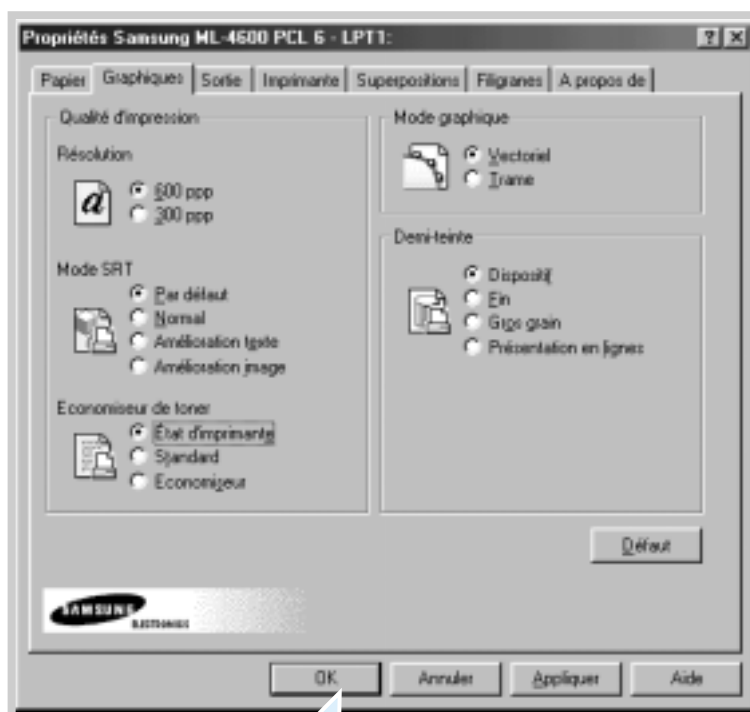 Propriétés Samsung ML-4600 PCL 6 - LPT1:
Papier Graphiques Sortie Imprimante Superpositions Filigranes A propos de
Qualité d'impression
Résolution
600 ppp
300 ppp
Mode SRT
Par défaut
Normal
Amélioration texte
Amélioration image
Economiseur de toner
État d'imprimante
Standard
Economiseur
Mode graphique
Vectoriel
Trame
Demi-teinte
Dispositif
Fin
Gros grain
Présentation en lignes
Défaut
SAMSUNG
ELECTRONICS
OK Annuler Appliquer Aide